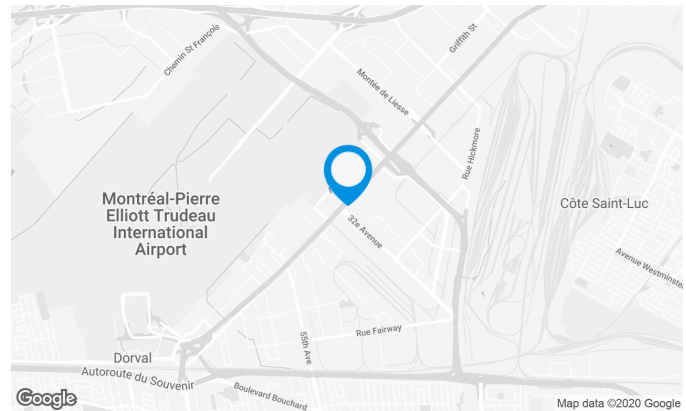 Griffith St
Chemin St François
Montée de Liesse
Rue Hickmore
Montréal-Pierre
Elliott Trudeau
International
Airport
Côte Saint-Luc
32e Avenue
Avenue Westminster
Rue Fairway
55th Ave
Dorval
Autoroute du Souvenir
Boulevard Bouchard
Google
Map data ©2020 Google